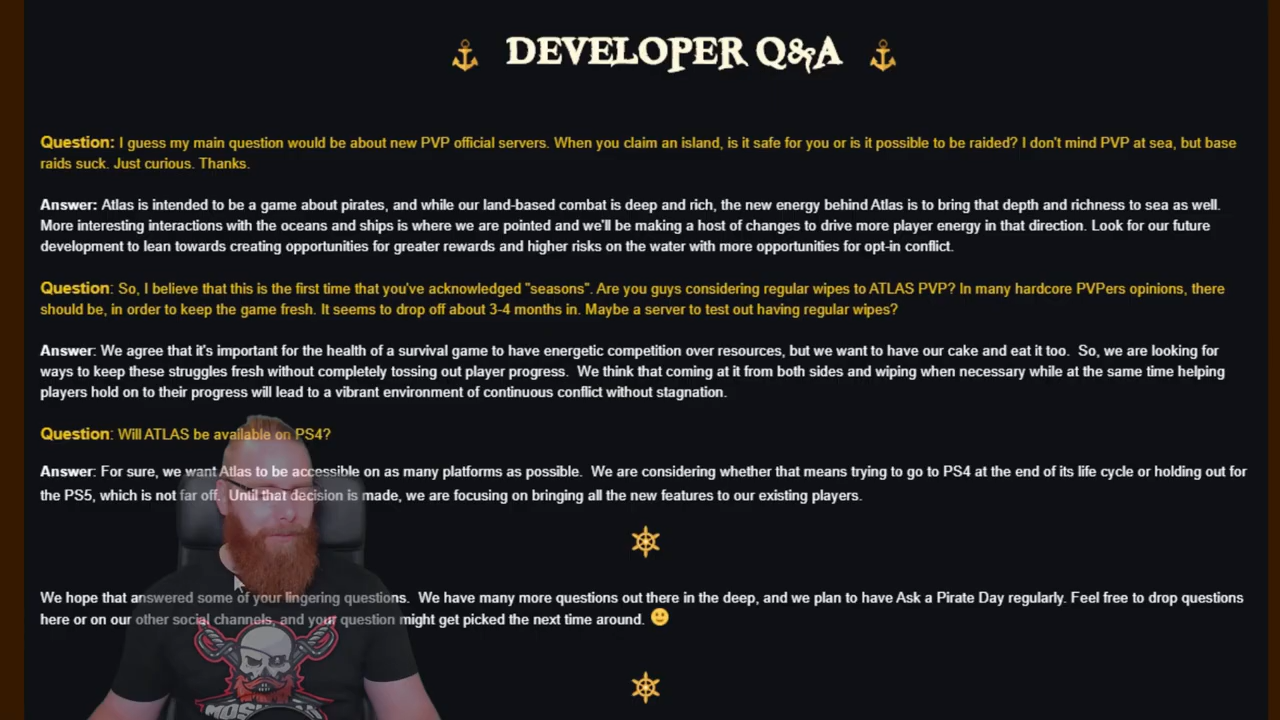 DEVELOPER Q&A
Question: I guess my main question would be about new PVP official servers. When you claim an island, is it safe for you or is it possible to be raided? I don't mind PVP at sea, but base
raids suck. Just curious. Thanks.
Answer: Atlas is intended to be a game about pirates, and while our land-based combat is deep and rich, the new energy behind Atlas is to bring that depth and richness to sea as well.
More interesting interactions with the oceans and ships is where we are pointed and we'll be making a host of changes to drive more player energy in that direction. Look for our future
development to lean towards creating opportunities for greater rewards and higher risks on the water with more opportunities for opt-in conflict.
Question: So, I believe that this is the first time that you've acknowledged "seasons". Are you guys considering regular wipes to ATLAS PVP? In many hardcore PVPers opinions, there
should be, in order to keep the game fresh. It seems to drop off about 3-4 months in. Maybe a server to test out having regular wipes?
Answer: We agree that it's important for the health of a survival game to have energetic competition over resources, but we want to have our cake and eat it too. So, we are looking for
ways to keep these struggles fresh without completely tossing out player progress. We think that coming at it from both sides and wiping when necessary while at the same time helping
players hold on to their progress will lead to a vibrant environment of continuous conflict without stagnation.
Question: Will ATLAS be available on PS4?
Answer: For sure, we want Atlas to be accessible on as many platforms as possible. We are considering whether that means trying to go to PS4 at the end of its life cycle or holding out for
the PS5, which is not far off. Until that decision is made, we are focusing on bringing all the new features to our existing players.
We hope that answered some of your lingering questions. We have many more questions out there in the deep, and we plan to have Ask a Pirate Day regularly. Feel free to drop questions
here or on our other social channels, and your question might get picked the next time around.